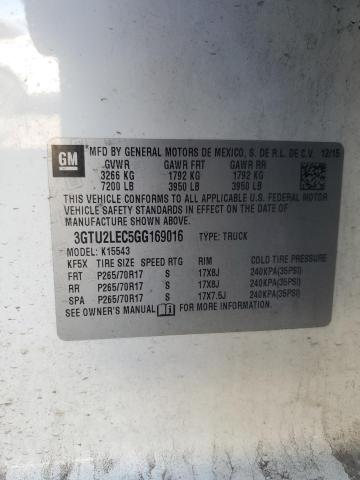 GM
*MFD BY GENERAL MOTORS DE MEXICO, S. DE R.L. DE C.V. 12/15
GVWR GAWR FRT GAWR RR
3266 KG 1792 KG 1792 KG
7200 LB 3950 LB 3950 LB
THIS VEHICLE CONFORMS TO ALL APPLICABLE U.S. FEDERAL MOTOR
VEHICLE SAFETY STANDARDS IN EFFECT ON THE DATE OF
MANUFACTURE SHOWN ABOVE.
3GTU2LEC5GG169016 TYPE: TRUCK
MODEL: K15543
KF5X TIRE SIZE SPEED RTG RIM COLD TIRE PRESSURE
FRT P265/70R17 S 17X8J 240KPA(35PSI)
RR P265/70R17 S 17X8J 240KPA(35PSI)
SPA P265/70R17 S 17X7.5J 240KPA(35PSI)
SEE OWNER'S MANUAL FOR MORE INFORMATION.